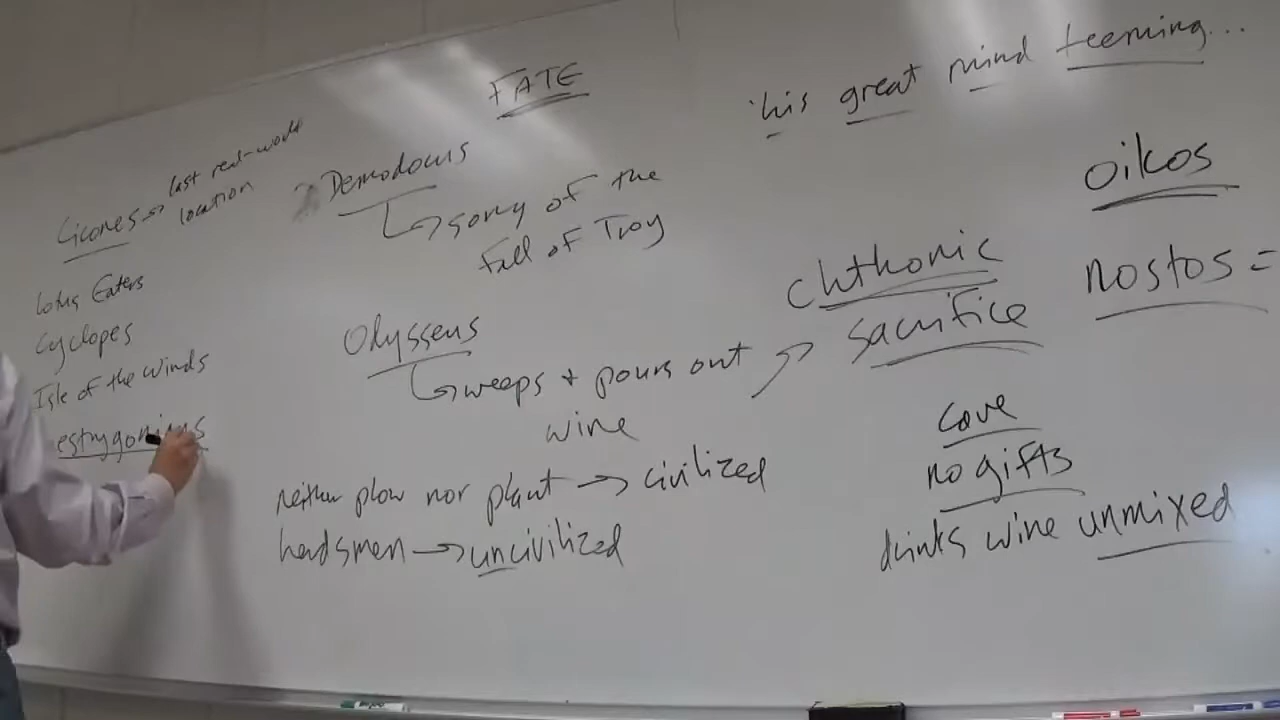 FATE
his great mind teeming...
Cicones → last real-world
location
Lotus Eaters
Cyclopes
Isle of the Winds
estrygonians
Demodocus
↳ song of the
Fall of Troy
Odysseus
↳ weeps + pours out →
wine
chthonic
sacrifice
oikos
nostos =
neither plow nor plant → civilized
herdsmen → uncivilized
cave
no gifts
drinks wine unmixed